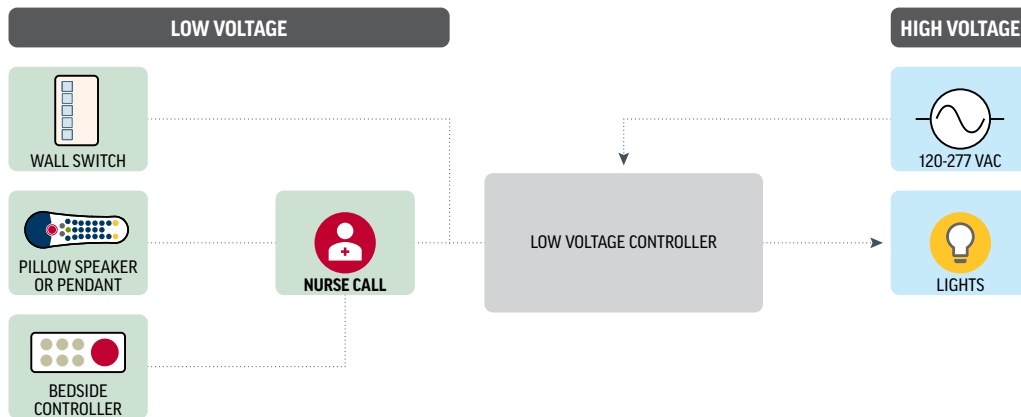 LOW VOLTAGE
HIGH VOLTAGE
WALL SWITCH
120-277 VAC
PILLOW SPEAKER
OR PENDANT
NURSE CALL
LOW VOLTAGE CONTROLLER
LIGHTS
BEDSIDE
CONTROLLER